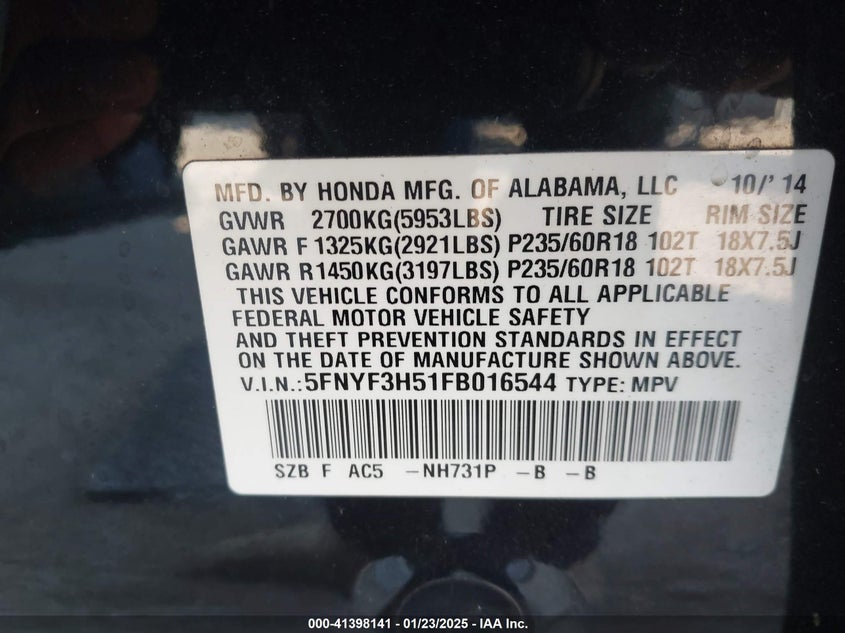 MFD. BY HONDA MFG. OF ALABAMA, LLC 10/'14
GVWR 2700KG(5953LBS) TIRE SIZE RIM SIZE
GAWR F 1325KG(2921LBS) P235/60R18 102T 18X7.5J
GAWR R1450KG(3197LBS) P235/60R18 102T 18X7.5J
THIS VEHICLE CONFORMS TO ALL APPLICABLE
FEDERAL MOTOR VEHICLE SAFETY
AND THEFT PREVENTION STANDARDS IN EFFECT
ON THE DATE OF MANUFACTURE SHOWN ABOVE.
V.I.N.:5FNYF3H51FB016544 TYPE: MPV
SZB F AC5 -NH731P -B -B
000-41398141 - 01/23/2025 - IAA Inc.